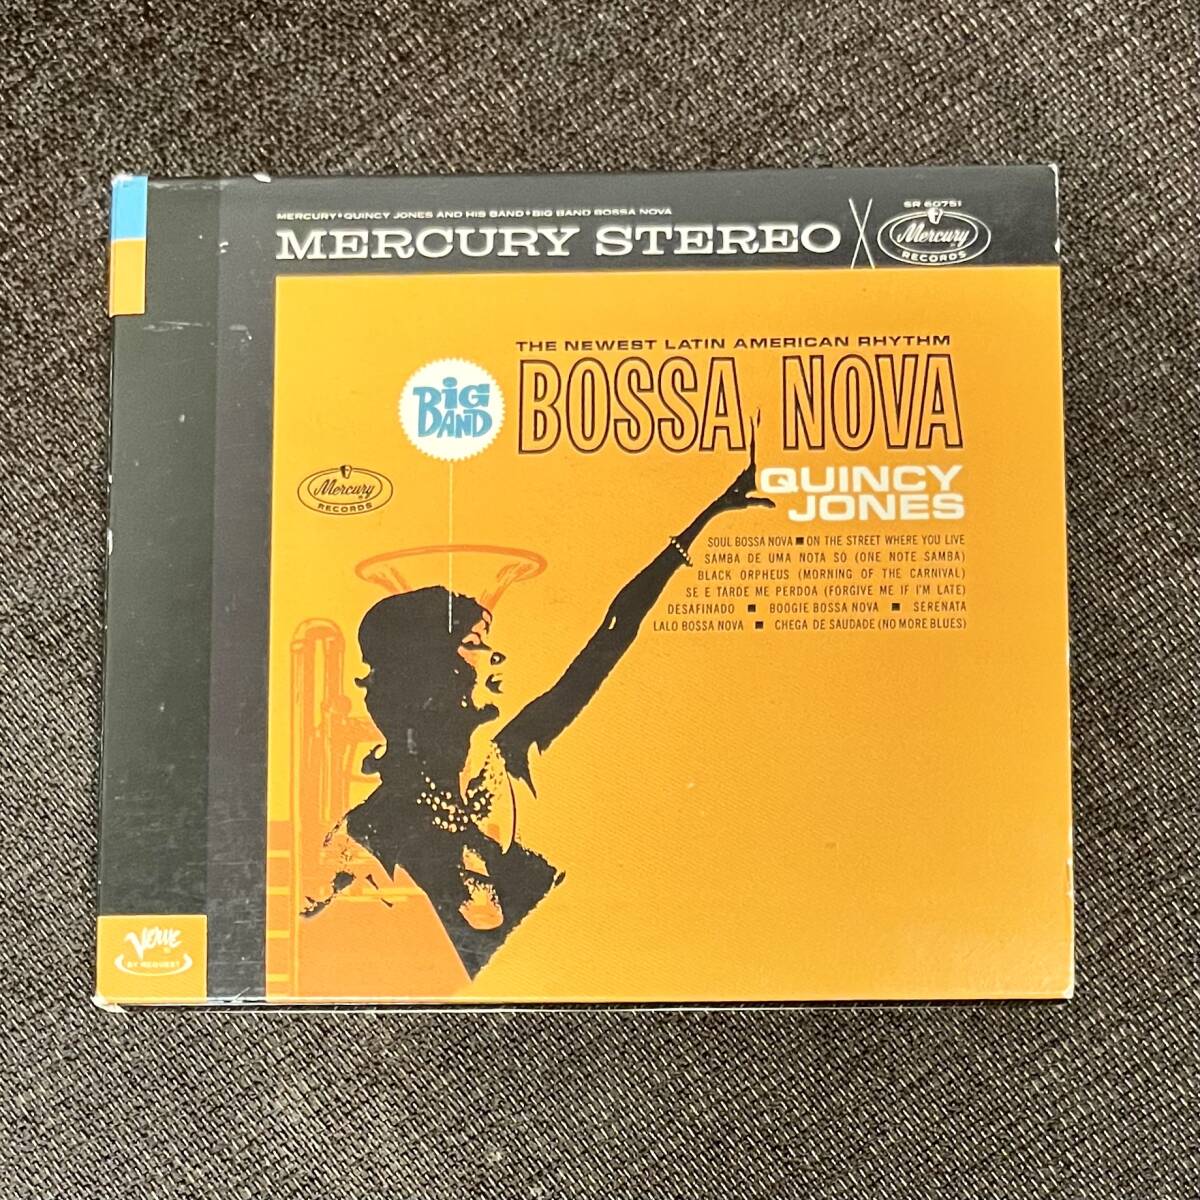 MERCURY•QUINCY JONES AND HIS BAND•BIG BAND BOSSA NOVA
MERCURY STEREO
SR 60751
Mercury
RECORDS
THE NEWEST LATIN AMERICAN RHYTHM
BiG
BAND
BOSSA NOVA
QUINCY
JONES
Mercury
RECORDS
SOUL BOSSA NOVA ■ ON THE STREET WHERE YOU LIVE
SAMBA DE UMA NOTA SO (ONE NOTE SAMBA)
BLACK ORPHEUS (MORNING OF THE CARNIVAL)
SE E TARDE ME PERDOA (FORGIVE ME IF I'M LATE)
DESAFINADO ■ BOOGIE BOSSA NOVA ■ SERENATA
LALO BOSSA NOVA ■ CHEGA DE SAUDADE (NO MORE BLUES)
Verve
BY REQUEST